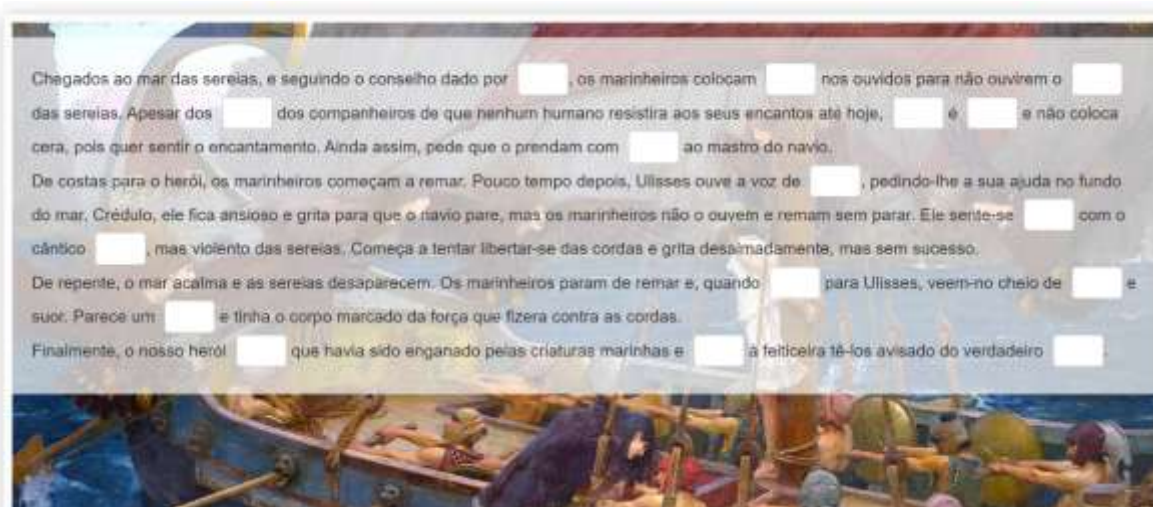 Chegados ao mar das sereias, e seguindo o conselho dado por , os marinheiros colocam nos ouvidos para não ouvirem o
das sereias. Apesar dos dos companheiros de que nenhum humano resistira aos seus encantos até hoje, é e não coloca
cera, pois quer sentir o encantamento. Ainda assim, pede que o prendam com ao mastro do navio.
De costas para o herói, os marinheiros começam a remar. Pouco tempo depois, Ulisses ouve a voz de , pedindo-lhe a sua ajuda no fundo
do mar. Crédulo, ele fica ansioso e grita para que o navio pare, mas os marinheiros não o ouvem e remam sem parar. Ele sente-se com o
cântico , mas violento das sereias. Começa a tentar libertar-se das cordas e grita desalmadamente, mas sem sucesso.
De repente, o mar acalma e as sereias desaparecem. Os marinheiros param de remar e, quando para Ulisses, veem-no cheio de e
suor. Parece um e tinha o corpo marcado da força que fizera contra as cordas.
Finalmente, o nosso herói que havia sido enganado pelas criaturas marinhas e a feiticeira tê-los avisado do verdadeiro .